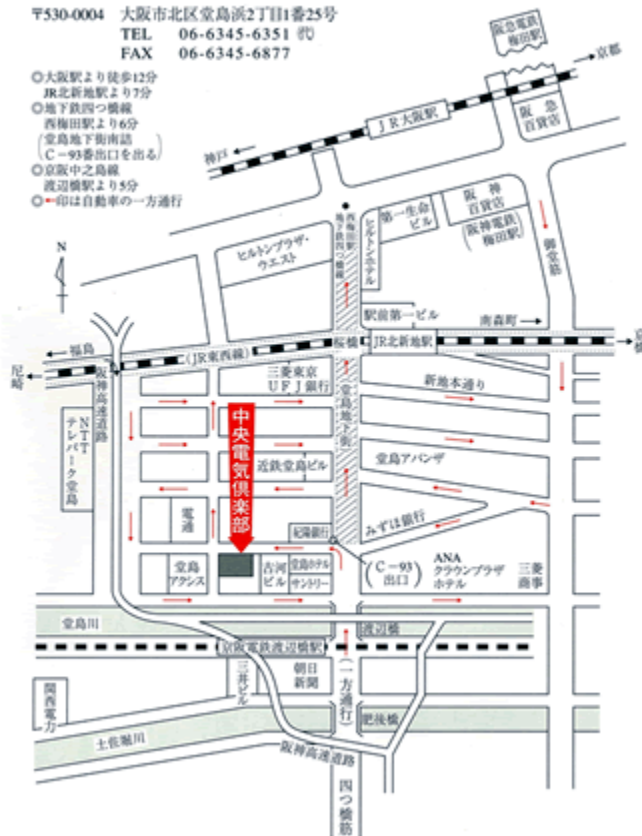 〒530-0004 大阪市北区堂島浜2丁目1番25号
TEL 06-6345-6351 ㈹
FAX 06-6345-6877
◎大阪駅より徒歩12分
JR北新地駅より7分
◎地下鉄四つ橋線
西梅田駅より6分
(堂島地下街南詰
C-93番出口を出る)
◎京阪中之島線
渡辺橋駅より5分
◎←印は自動車の一方通行
阪急電鉄
梅田駅
京都
JR大阪駅
阪急
百貨店
神戸
N
ヒルトンプラザ・
ウエスト
西梅田駅
地下鉄四つ橋線
ヒルトンホテル
第一生命
ビル
阪神
百貨店
(阪神電鉄
梅田駅)
御堂筋
駅前第一ビル
南森町
福島
尼崎
(JR東西線)
桜橋
JR北新地駅
京橋
阪神高速道路
三菱東京
UFJ銀行
堂島地下街
新地本通り
NTT
テレパーク堂島
中央電気倶楽部
近鉄堂島ビル
堂島アバンザ
電通
紀陽銀行
みずほ銀行
堂島
アクシス
古河
ビル
堂島ホテル
サントリー
(C-93
出口)
ANA
クラウンプラザ
ホテル
三菱
商事
堂島川
渡辺橋
京阪電鉄渡辺橋駅
三井ビル
朝日
新聞
(一方通行)
関西電力
肥後橋
土佐堀川
阪神高速道路
四つ橋筋